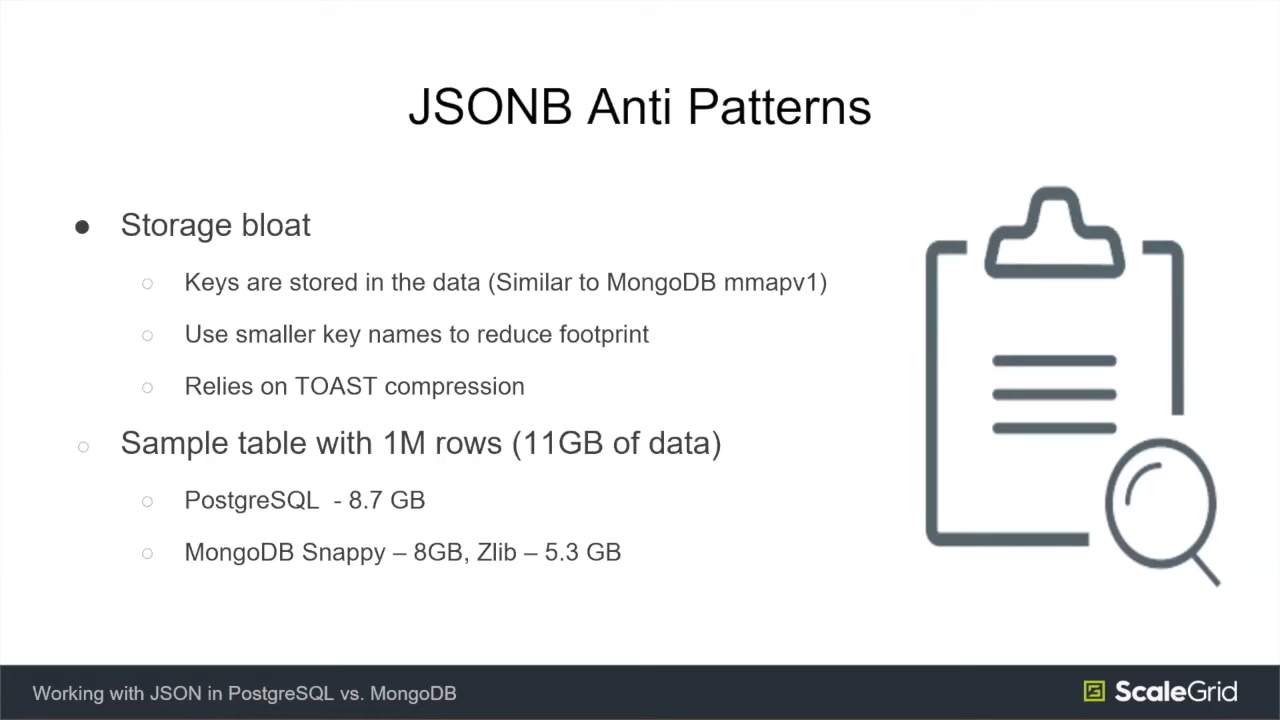 JSONB Anti Patterns
● Storage bloat
○ Keys are stored in the data (Similar to MongoDB mmapv1)
○ Use smaller key names to reduce footprint
○ Relies on TOAST compression
○ Sample table with 1M rows (11GB of data)
○ PostgreSQL - 8.7 GB
○ MongoDB Snappy – 8GB, Zlib – 5.3 GB
Working with JSON in PostgreSQL vs. MongoDB
ScaleGrid